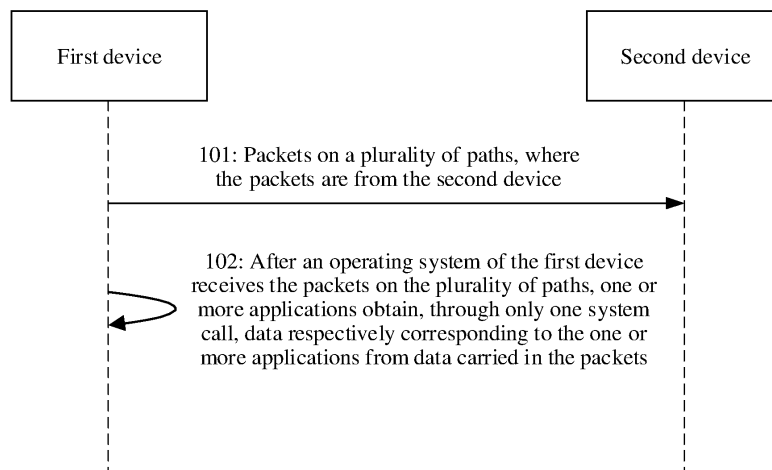 First device
Second device
101: Packets on a plurality of paths, where
the packets are from the second device
102: After an operating system of the first device
receives the packets on the plurality of paths, one or
more applications obtain, through only one system
call, data respectively corresponding to the one or
more applications from data carried in the packets